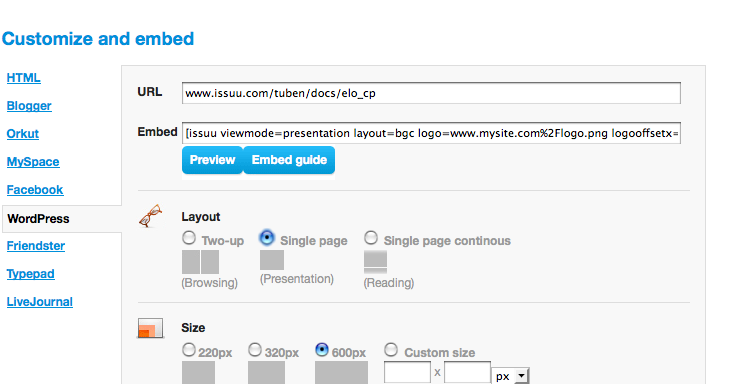 Customize and embed
HTML
Blogger
Orkut
MySpace
Facebook
WordPress
Friendster
Typepad
LiveJournal
URL www.issuu.com/tuben/docs/elo_cp
Embed [issuu viewmode=presentation layout=bgc logo=www.mysite.com%2Flogo.png logooffsetx=
Preview Embed guide
Layout
Two-up Single page Single page continous
(Browsing) (Presentation) (Reading)
Size
220px 320px 600px Custom size
x px